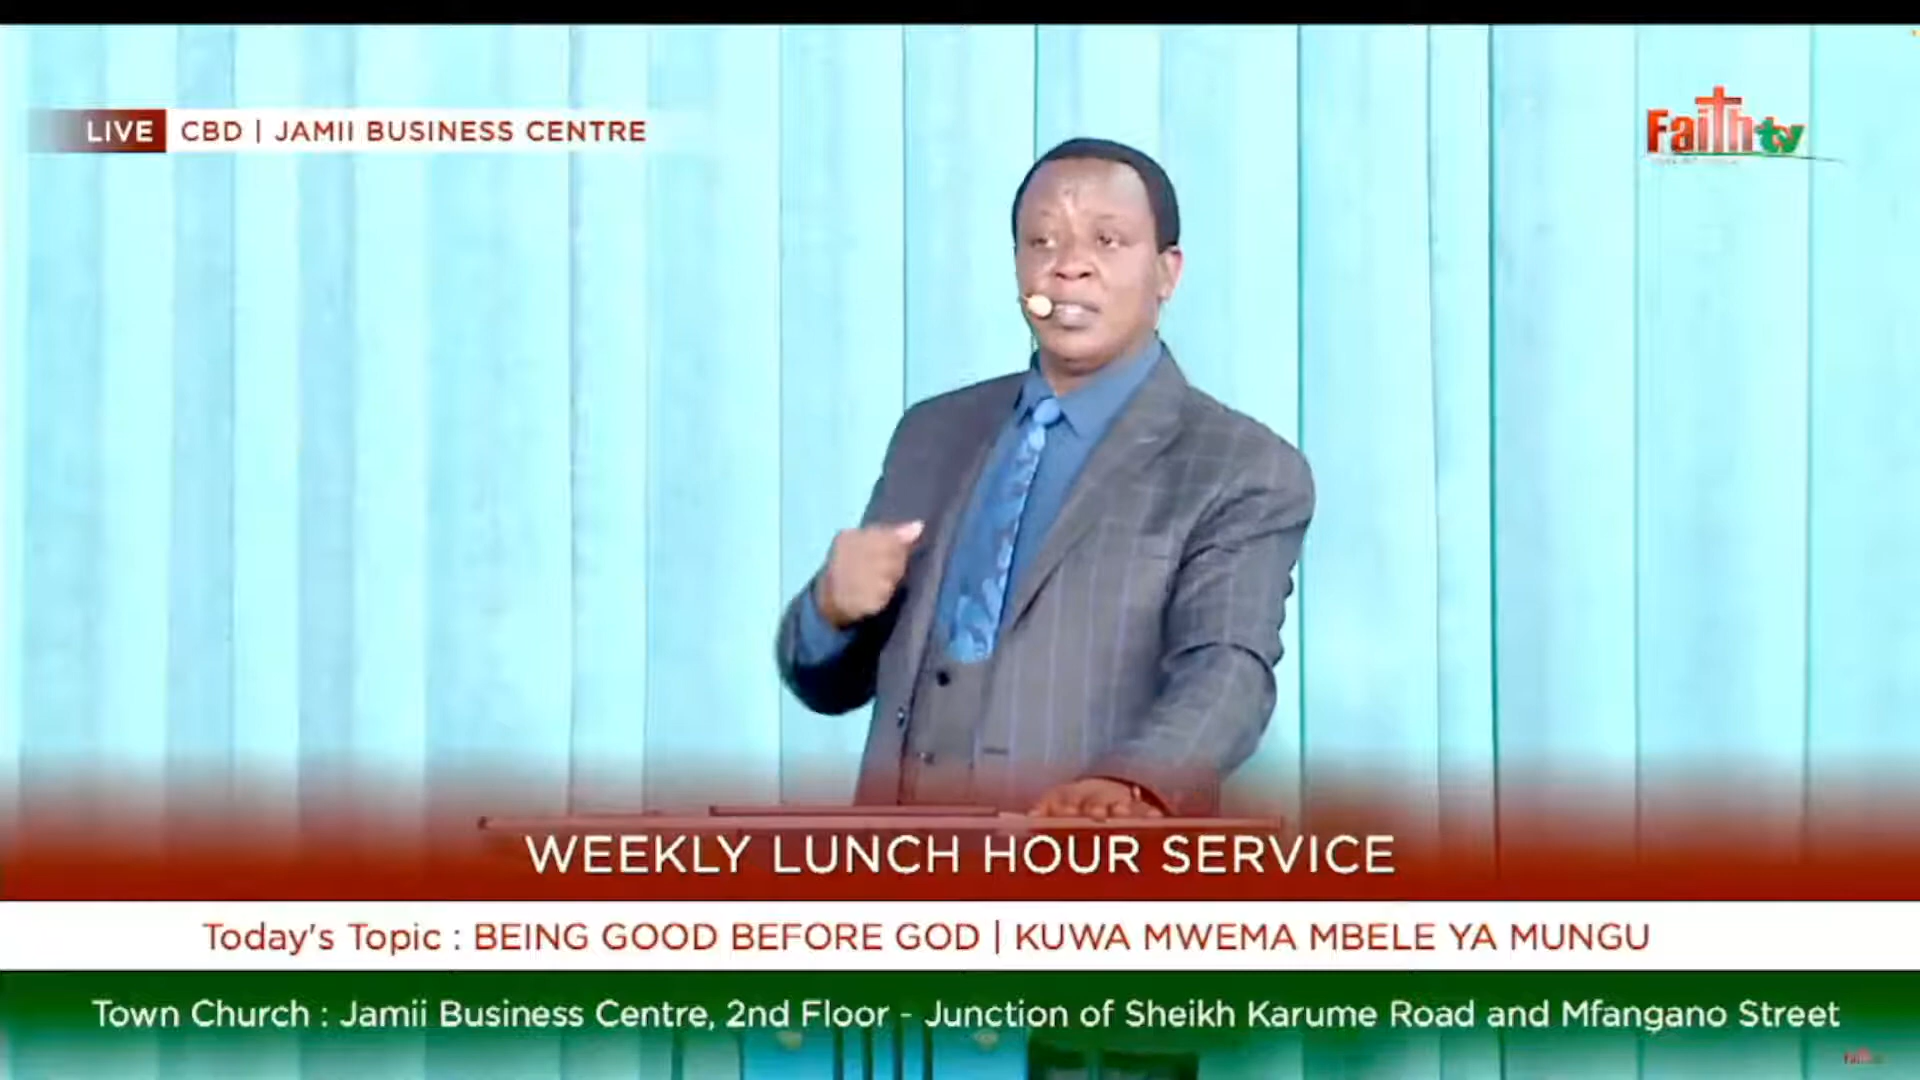 LIVE CBD | JAMII BUSINESS CENTRE
Faith tv
WEEKLY LUNCH HOUR SERVICE
Today's Topic : BEING GOOD BEFORE GOD | KUWA MWEMA MBELE YA MUNGU
Town Church : Jamii Business Centre, 2nd Floor - Junction of Sheikh Karume Road and Mfangano Street